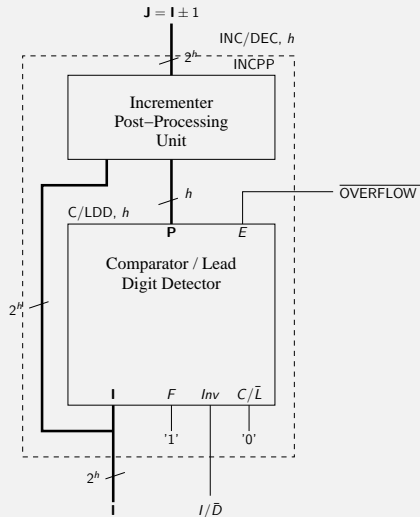 J = I ± 1
INC/DEC, h
2^h
INCPP
Incrementer
Post–Processing
Unit
h
C/LDD, h
P E
O̅V̅E̅R̅F̅L̅O̅W̅
Comparator / Lead
Digit Detector
2^h
I F Inv C/L̅
'1' '0'
2^h
I
I/D̅